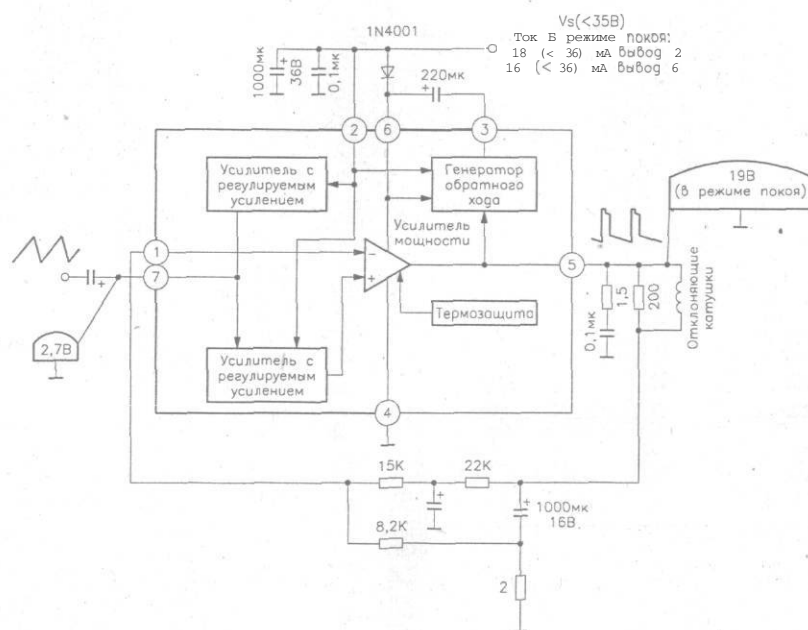 Vs(<35В)
1N4001
Ток Б режиме покоя:
18 (< 36) мА вывод 2
16 (< 36) мА вывод 6
1000мк
+
36В
0,1мк
220мк
+
2
6
3
Усилитель с
регулируемым
усилением
Генератор
обратного
хода
19В
(в режиме покоя)
Усилитель
мощности
1
7
−
+
5
+
2,7В
Термозащита
1,5
200
0,1мк
Отклоняющие
катушки
Усилитель с
регулируемым
усилением
4
15К
22К
+
+
1000мк
16В
8,2К
2